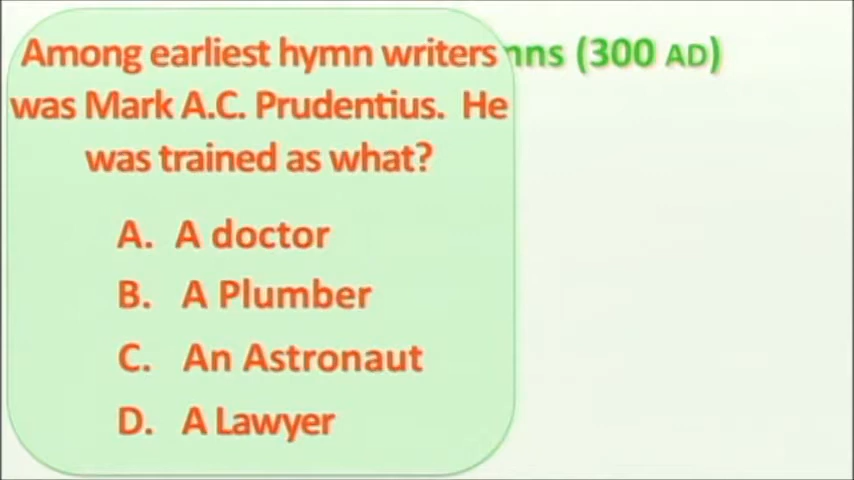 Among earliest hymn writers
nns (300 AD)
was Mark A.C. Prudentius. He
was trained as what?
A. A doctor
B. A Plumber
C. An Astronaut
D. A Lawyer